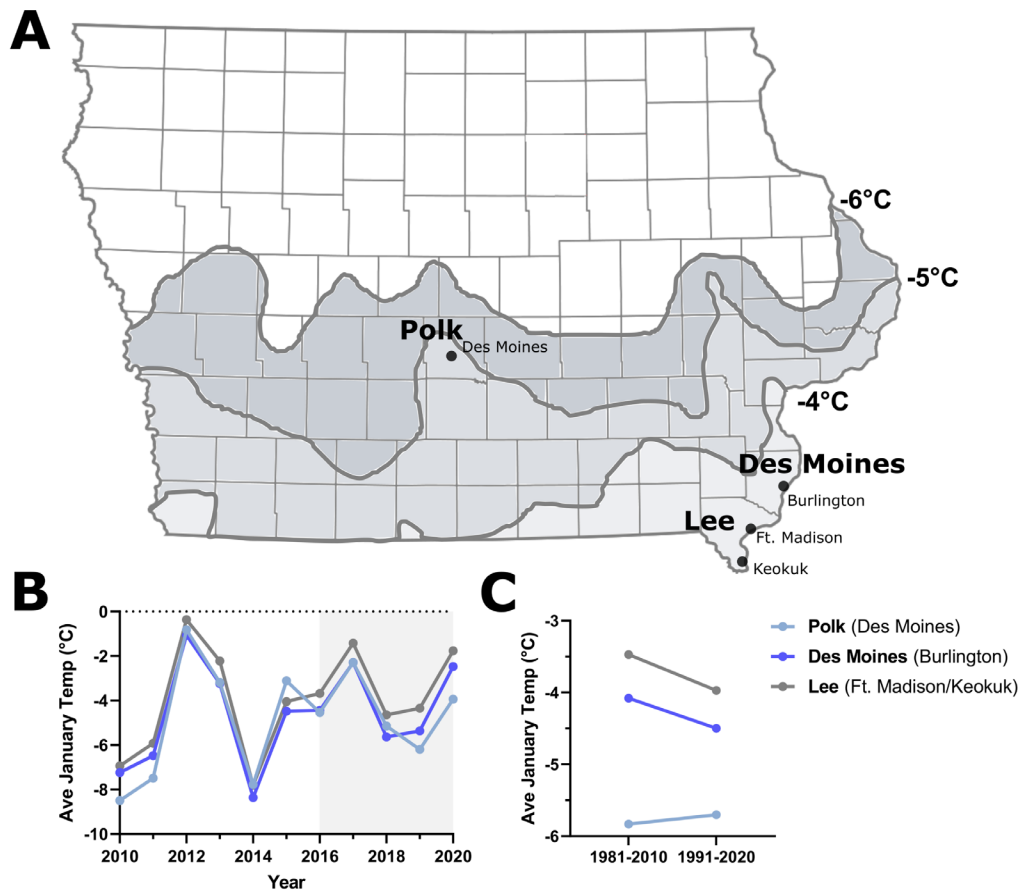 A
-6°C
-5°C
Polk
Des Moines
-4°C
Des Moines
Burlington
Lee
Ft. Madison
Keokuk
B
Ave January Temp (°C)
0
-2
-4
-6
-8
-10
2010 2012 2014 2016 2018 2020
Year
C
Ave January Temp (°C)
-3
-4
-5
-6
1981-2010 1991-2020
Polk (Des Moines)
Des Moines (Burlington)
Lee (Ft. Madison/Keokuk)